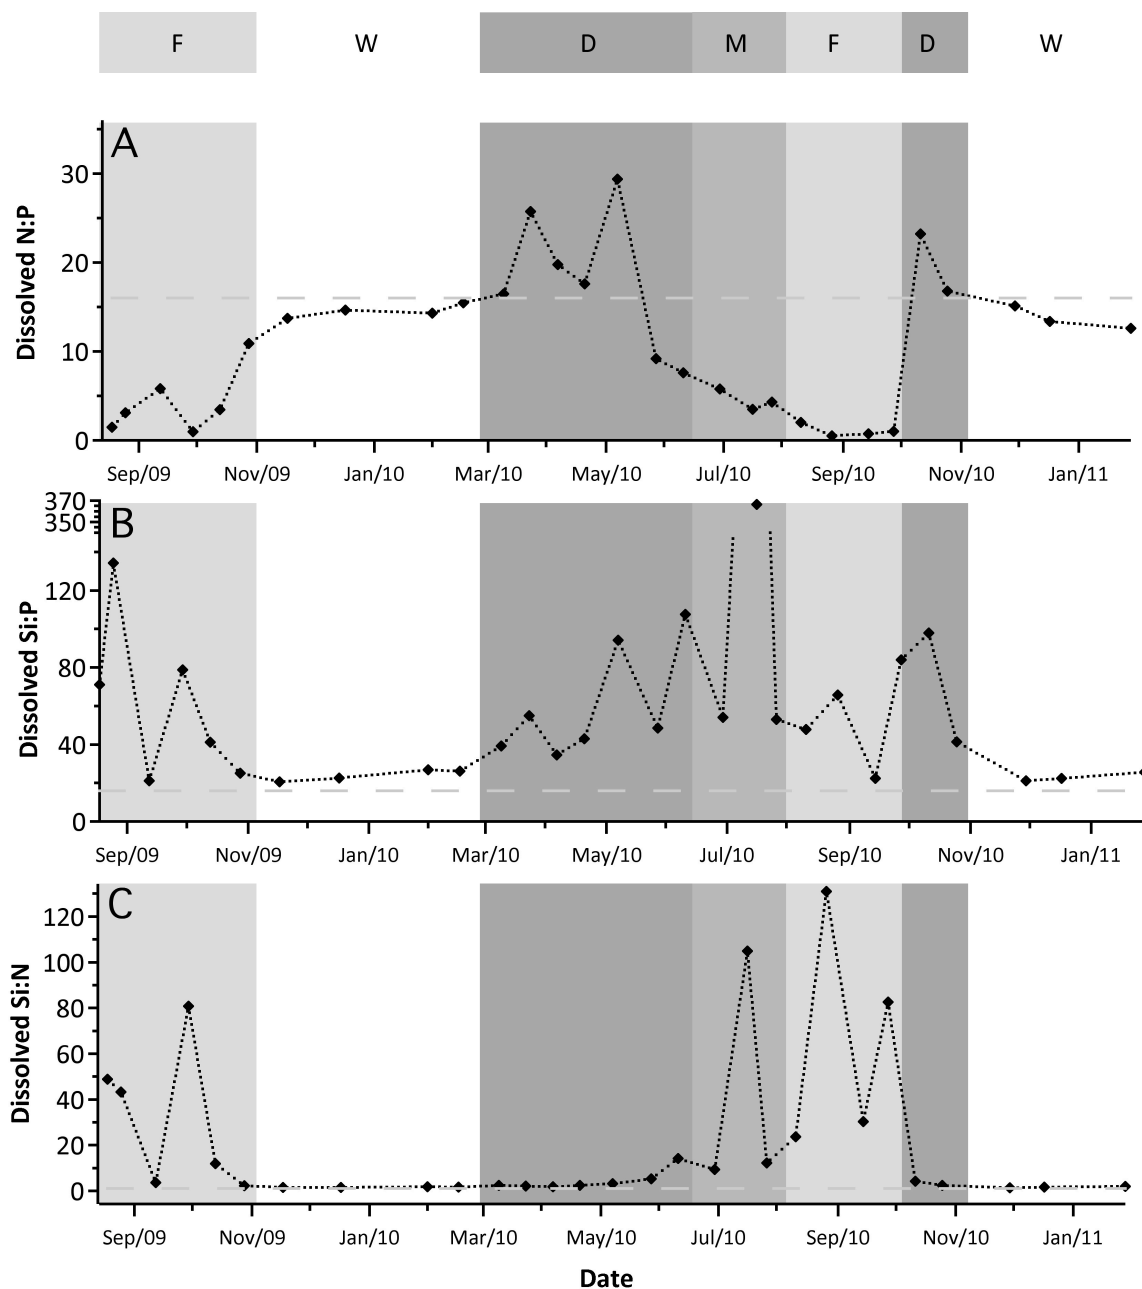 F W D M F D W
A
Dissolved N:P
30
20
10
0
Sep/09 Nov/09 Jan/10 Mar/10 May/10 Jul/10 Sep/10 Nov/10 Jan/11
B
Dissolved Si:P
370
350
120
80
40
0
Sep/09 Nov/09 Jan/10 Mar/10 May/10 Jul/10 Sep/10 Nov/10 Jan/11
C
Dissolved Si:N
120
100
80
60
40
20
0
Sep/09 Nov/09 Jan/10 Mar/10 May/10 Jul/10 Sep/10 Nov/10 Jan/11
Date